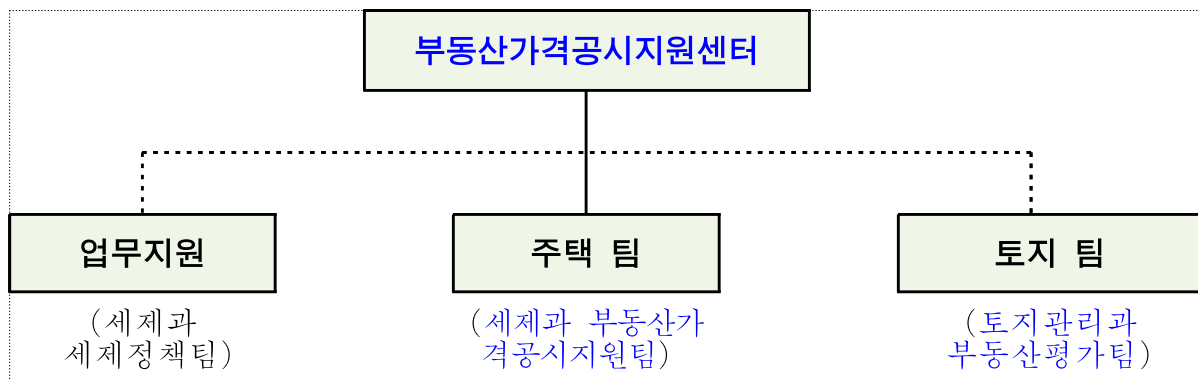 부동산가격공시지원센터
업무지원
주택 팀
토지 팀
(세제과
세제정책팀)
(세제과 부동산가
격공시지원팀)
(토지관리과
부동산평가팀)